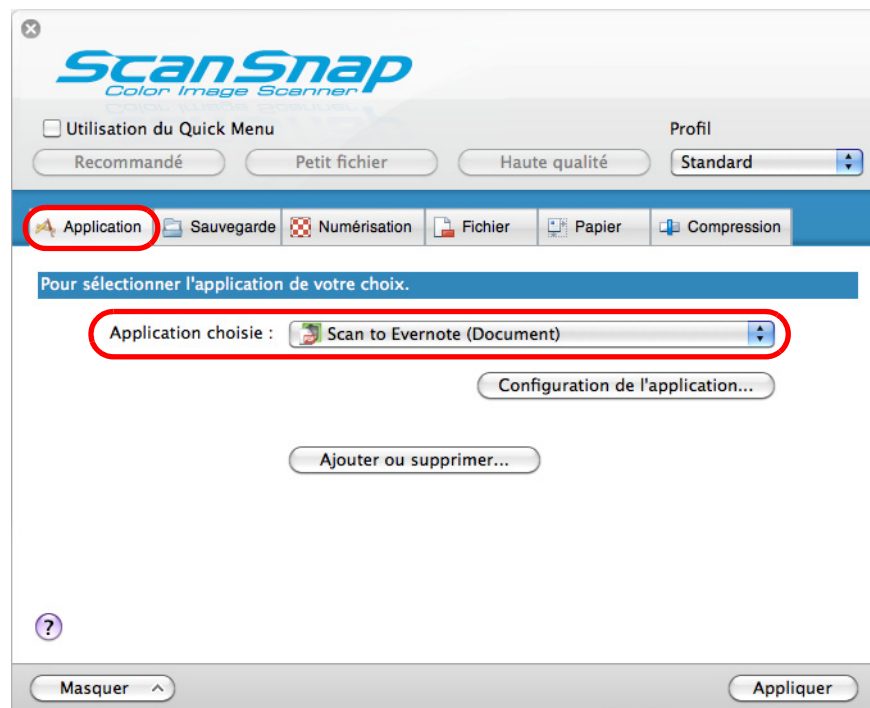 ScanSnap
Color Image Scanner
Utilisation du Quick Menu
Profil
Recommandé Petit fichier Haute qualité Standard
Application Sauvegarde Numérisation Fichier Papier Compression
Pour sélectionner l'application de votre choix.
Application choisie : Scan to Evernote (Document)
Configuration de l'application...
Ajouter ou supprimer...
?
Masquer Appliquer